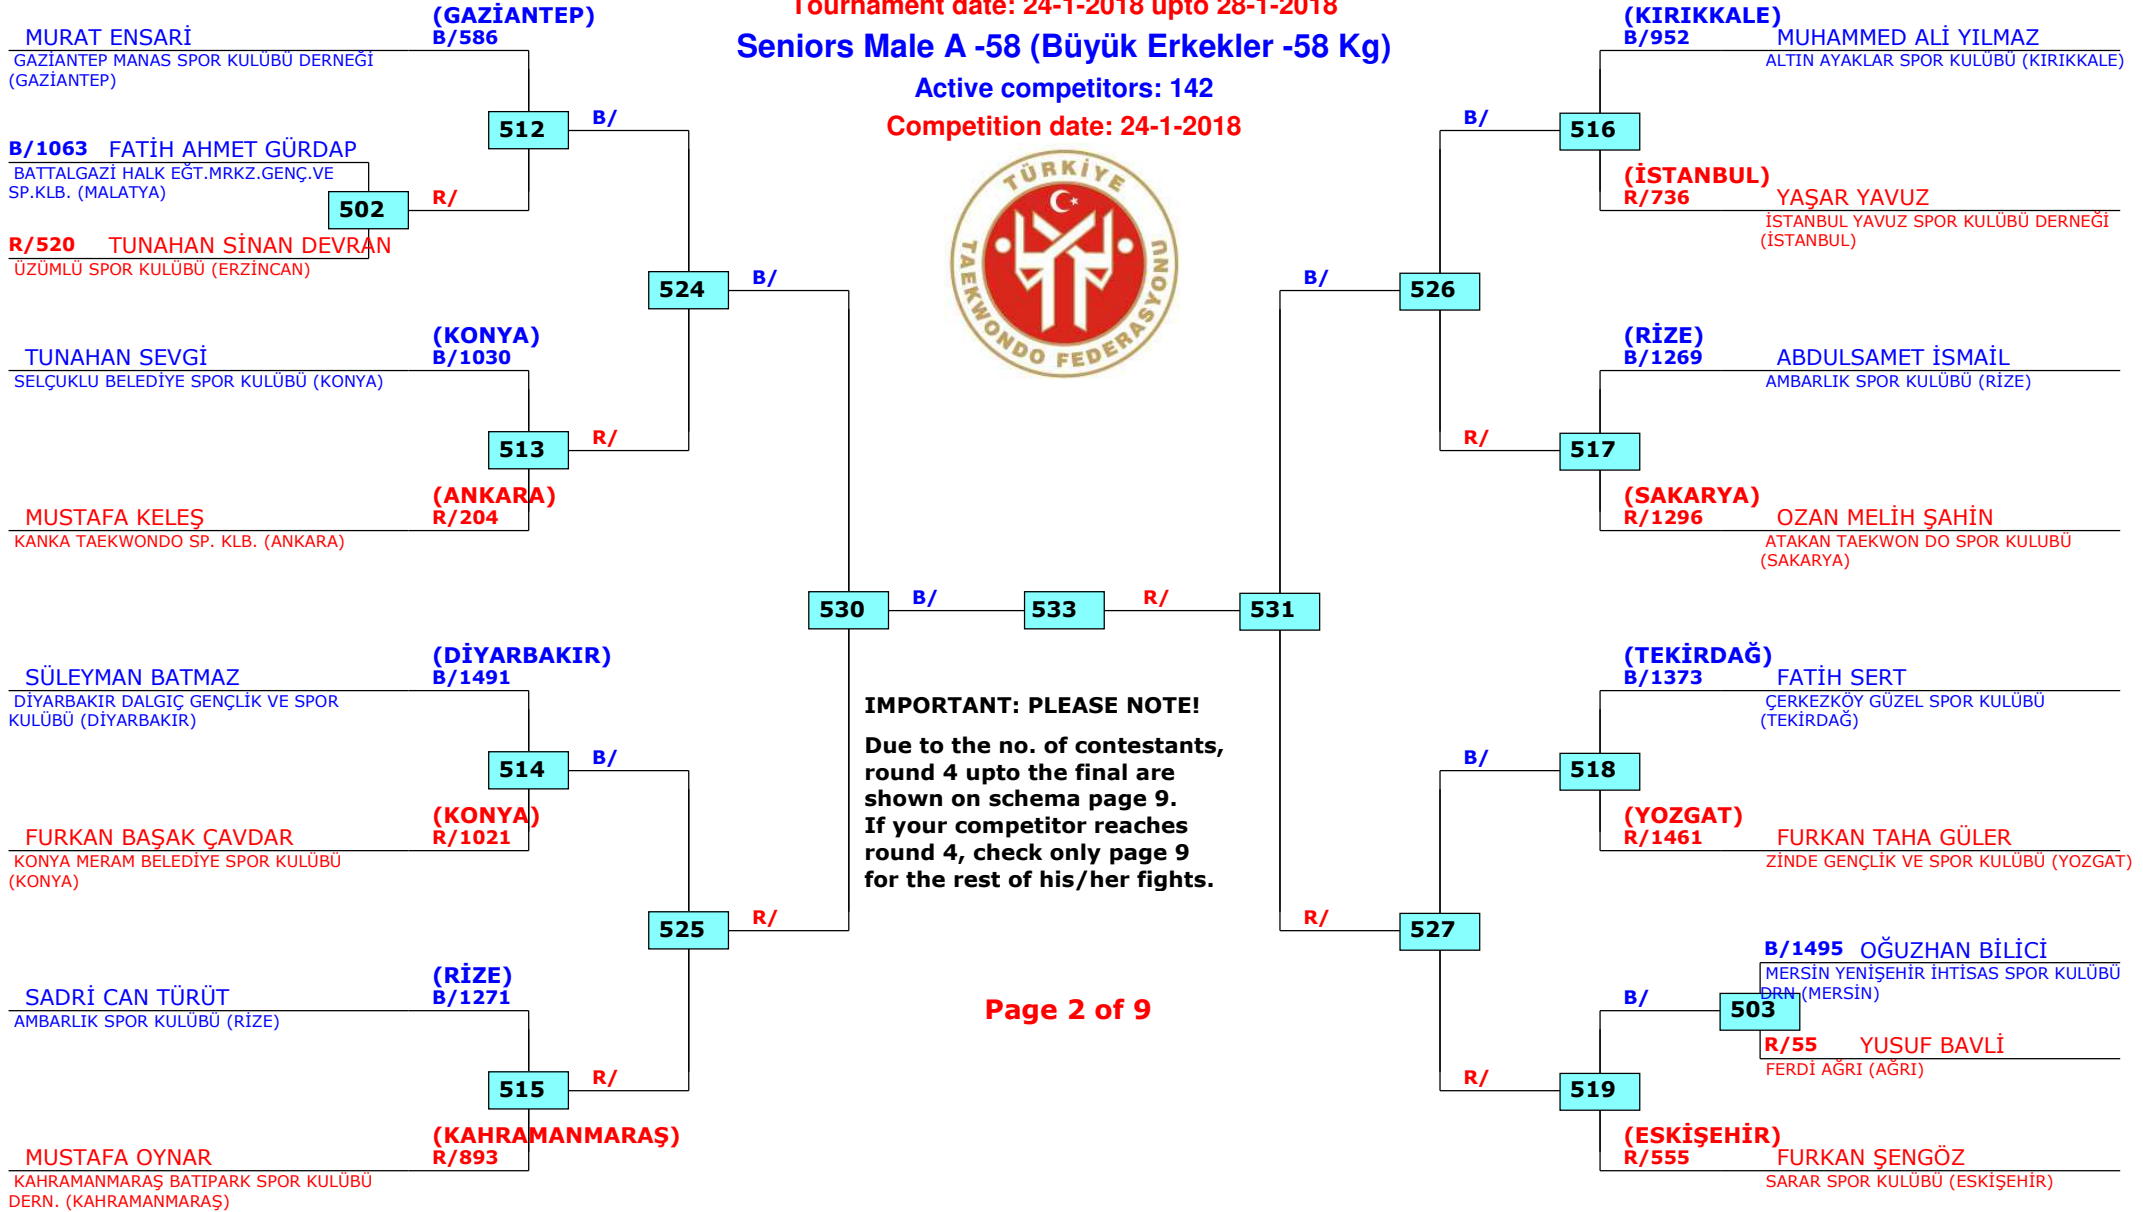 Tournament date: 24-1-2018 upto 28-1-2018
Seniors Male A -58 (Büyük Erkekler -58 Kg)
Active competitors: 142
Competition date: 24-1-2018
TÜRKİYE
TAEKWONDO FEDERASYONU
(GAZİANTEP)
MURAT ENSARİ B/586
GAZİANTEP MANAS SPOR KULÜBÜ DERNEĞİ
(GAZİANTEP)
512 B/
B/1063 FATİH AHMET GÜRDAP
BATTALGAZİ HALK EĞT.MRKZ.GENÇ.VE
SP.KLB. (MALATYA)
502 R/
R/520 TUNAHAN SİNAN DEVRAN
ÜZÜMLÜ SPOR KULÜBÜ (ERZİNCAN)
524 B/
(KONYA)
TUNAHAN SEVGİ B/1030
SELÇUKLU BELEDİYE SPOR KULÜBÜ (KONYA)
513 R/
(ANKARA)
MUSTAFA KELEŞ R/204
KANKA TAEKWONDO SP. KLB. (ANKARA)
530 B/ 533 R/ 531
(DİYARBAKIR)
SÜLEYMAN BATMAZ B/1491
DİYARBAKIR DALGIÇ GENÇLİK VE SPOR
KULÜBÜ (DİYARBAKIR)
514 B/
(KONYA)
FURKAN BAŞAK ÇAVDAR R/1021
KONYA MERAM BELEDİYE SPOR KULÜBÜ
(KONYA)
525 R/
(RİZE)
SADRİ CAN TÜRÜT B/1271
AMBARLIK SPOR KULÜBÜ (RİZE)
515 R/
(KAHRAMANMARAŞ)
MUSTAFA OYNAR R/893
KAHRAMANMARAŞ BATIPARK SPOR KULÜBÜ
DERN. (KAHRAMANMARAŞ)
IMPORTANT: PLEASE NOTE!
Due to the no. of contestants,
round 4 upto the final are
shown on schema page 9.
If your competitor reaches
round 4, check only page 9
for the rest of his/her fights.
Page 2 of 9
(KIRIKKALE)
B/952 MUHAMMED ALİ YILMAZ
ALTIN AYAKLAR SPOR KULÜBÜ (KIRIKKALE)
B/ 516
(İSTANBUL)
R/736 YAŞAR YAVUZ
İSTANBUL YAVUZ SPOR KULÜBÜ DERNEĞİ
(İSTANBUL)
B/ 526
(RİZE)
B/1269 ABDULSAMET İSMAİL
AMBARLIK SPOR KULÜBÜ (RİZE)
R/ 517
(SAKARYA)
R/1296 OZAN MELİH ŞAHİN
ATAKAN TAEKWON DO SPOR KULUBÜ
(SAKARYA)
(TEKİRDAĞ)
B/1373 FATİH SERT
ÇERKEZKÖY GÜZEL SPOR KULÜBÜ
(TEKİRDAĞ)
B/ 518
(YOZGAT)
R/1461 FURKAN TAHA GÜLER
ZİNDE GENÇLİK VE SPOR KULÜBÜ (YOZGAT)
R/ 527
B/1495 OĞUZHAN BİLİCİ
MERSİN YENİŞEHİR İHTİSAS SPOR KULÜBÜ
DRN (MERSİN)
B/ 503
R/55 YUSUF BAVLİ
FERDİ AĞRI (AĞRI)
R/ 519
(ESKİŞEHİR)
R/555 FURKAN ŞENGÖZ
SARAR SPOR KULÜBÜ (ESKİŞEHİR)